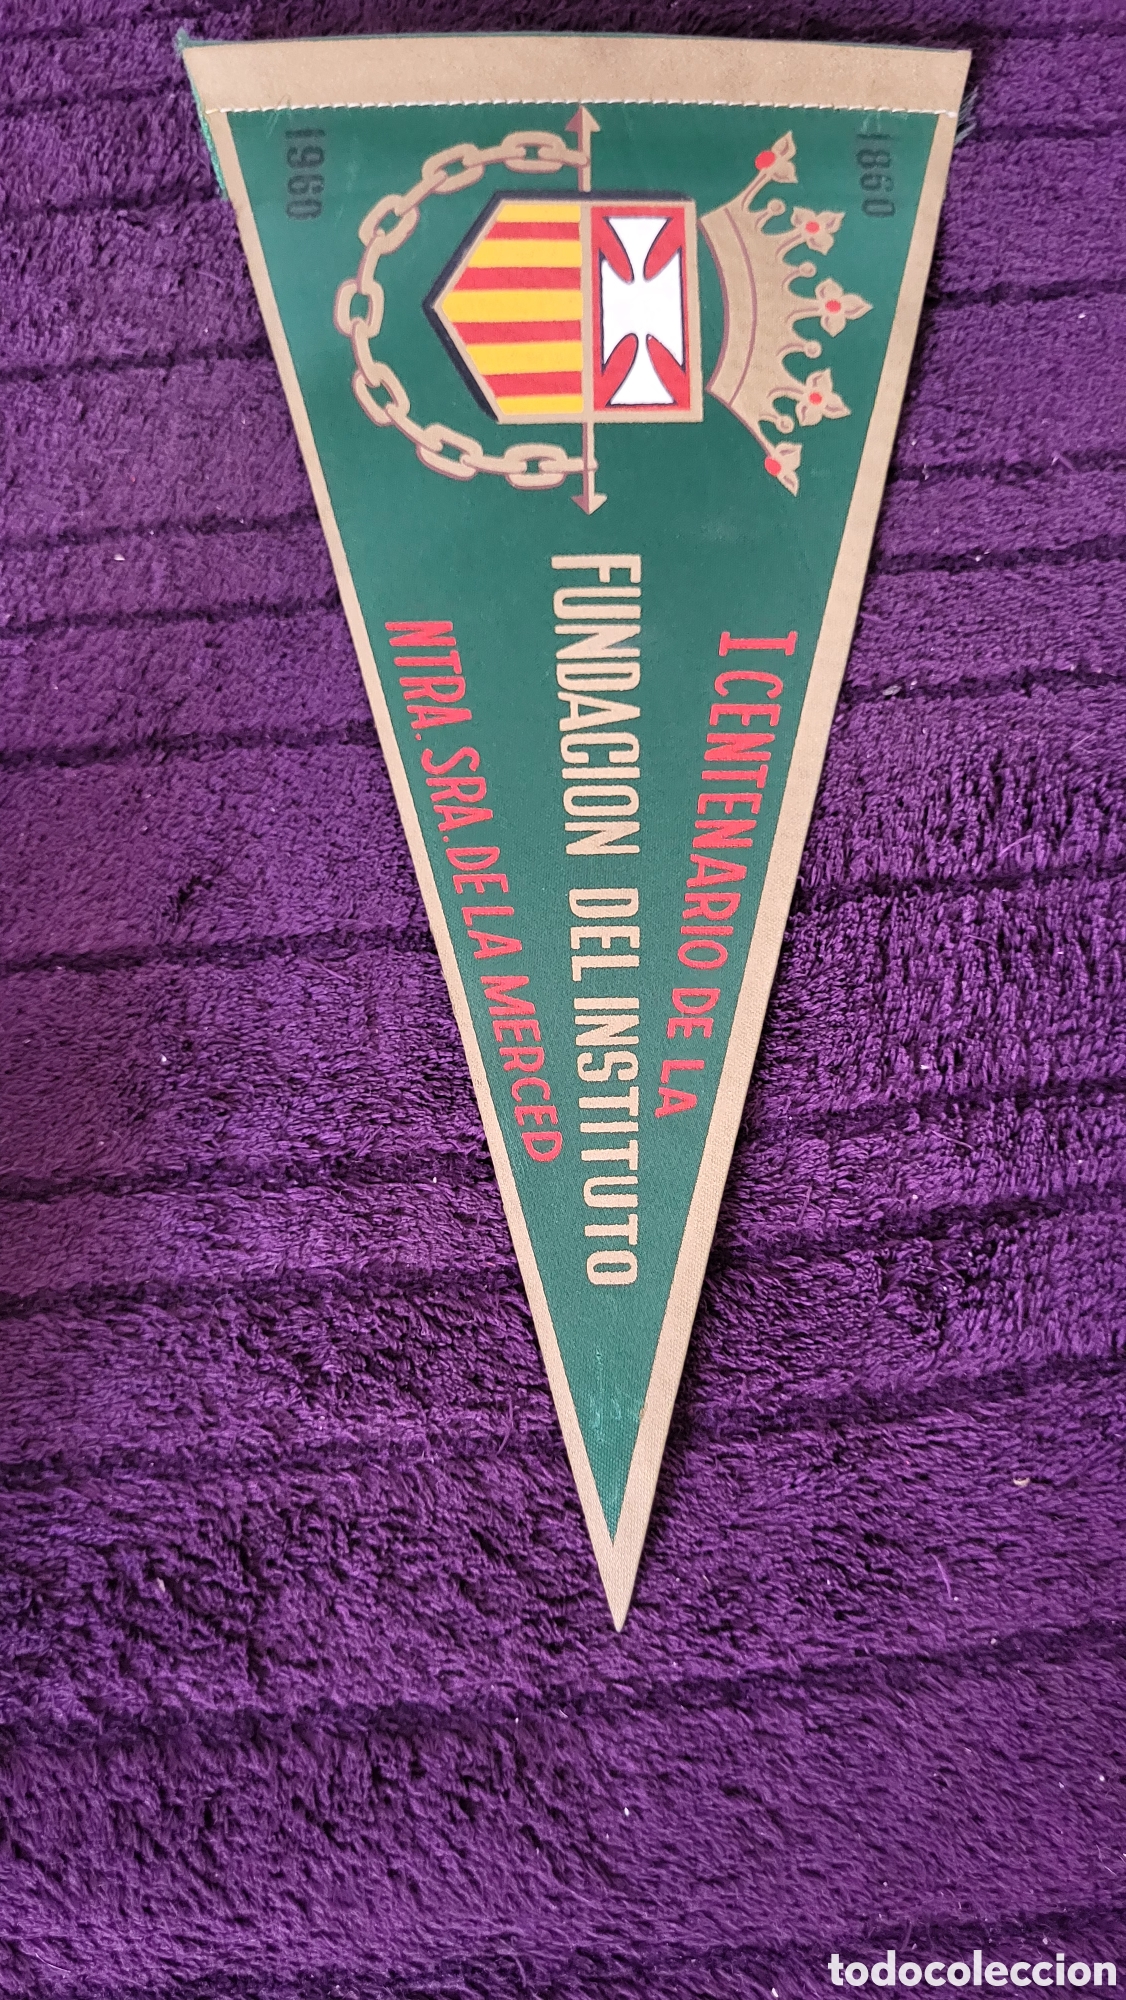 1860
I CENTENARIO DE LA
FUNDACION DEL INSTITUTO
NTRA. SRA. DE LA MERCED
1960
todocoleccion